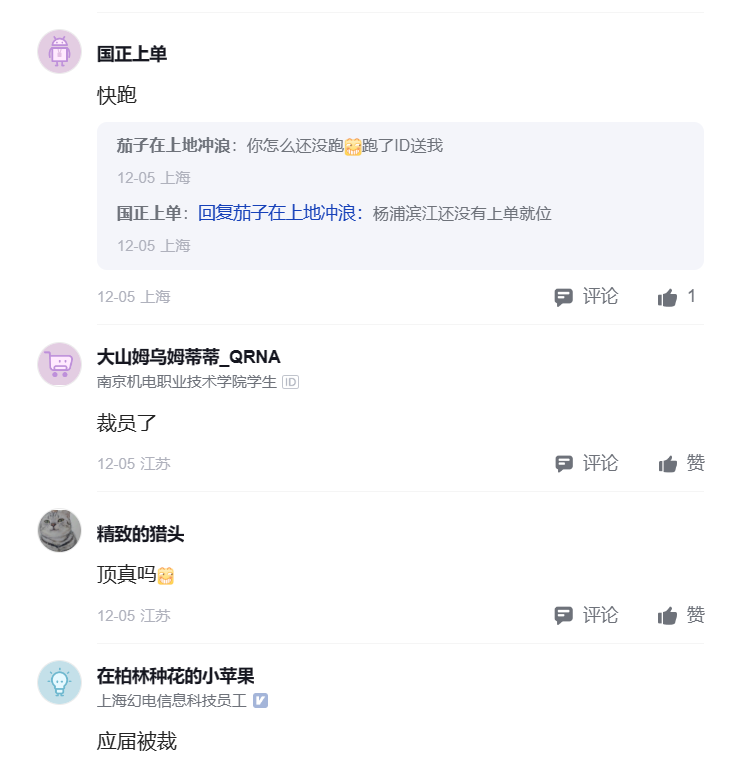 国正上单
快跑
茄子在上地冲浪：你怎么还没跑跑了ID送我
12-05 上海
国正上单：回复茄子在上地冲浪：杨浦滨江还没有上单就位
12-05 上海
12-05 上海 评论 1
大山姆乌姆蒂蒂_QRNA
南京机电职业技术学院学生 ID
裁员了
12-05 江苏 评论 赞
精致的猎头
顶真吗
12-05 江苏 评论 赞
在柏林种花的小苹果
上海幻电信息科技员工
应届被裁